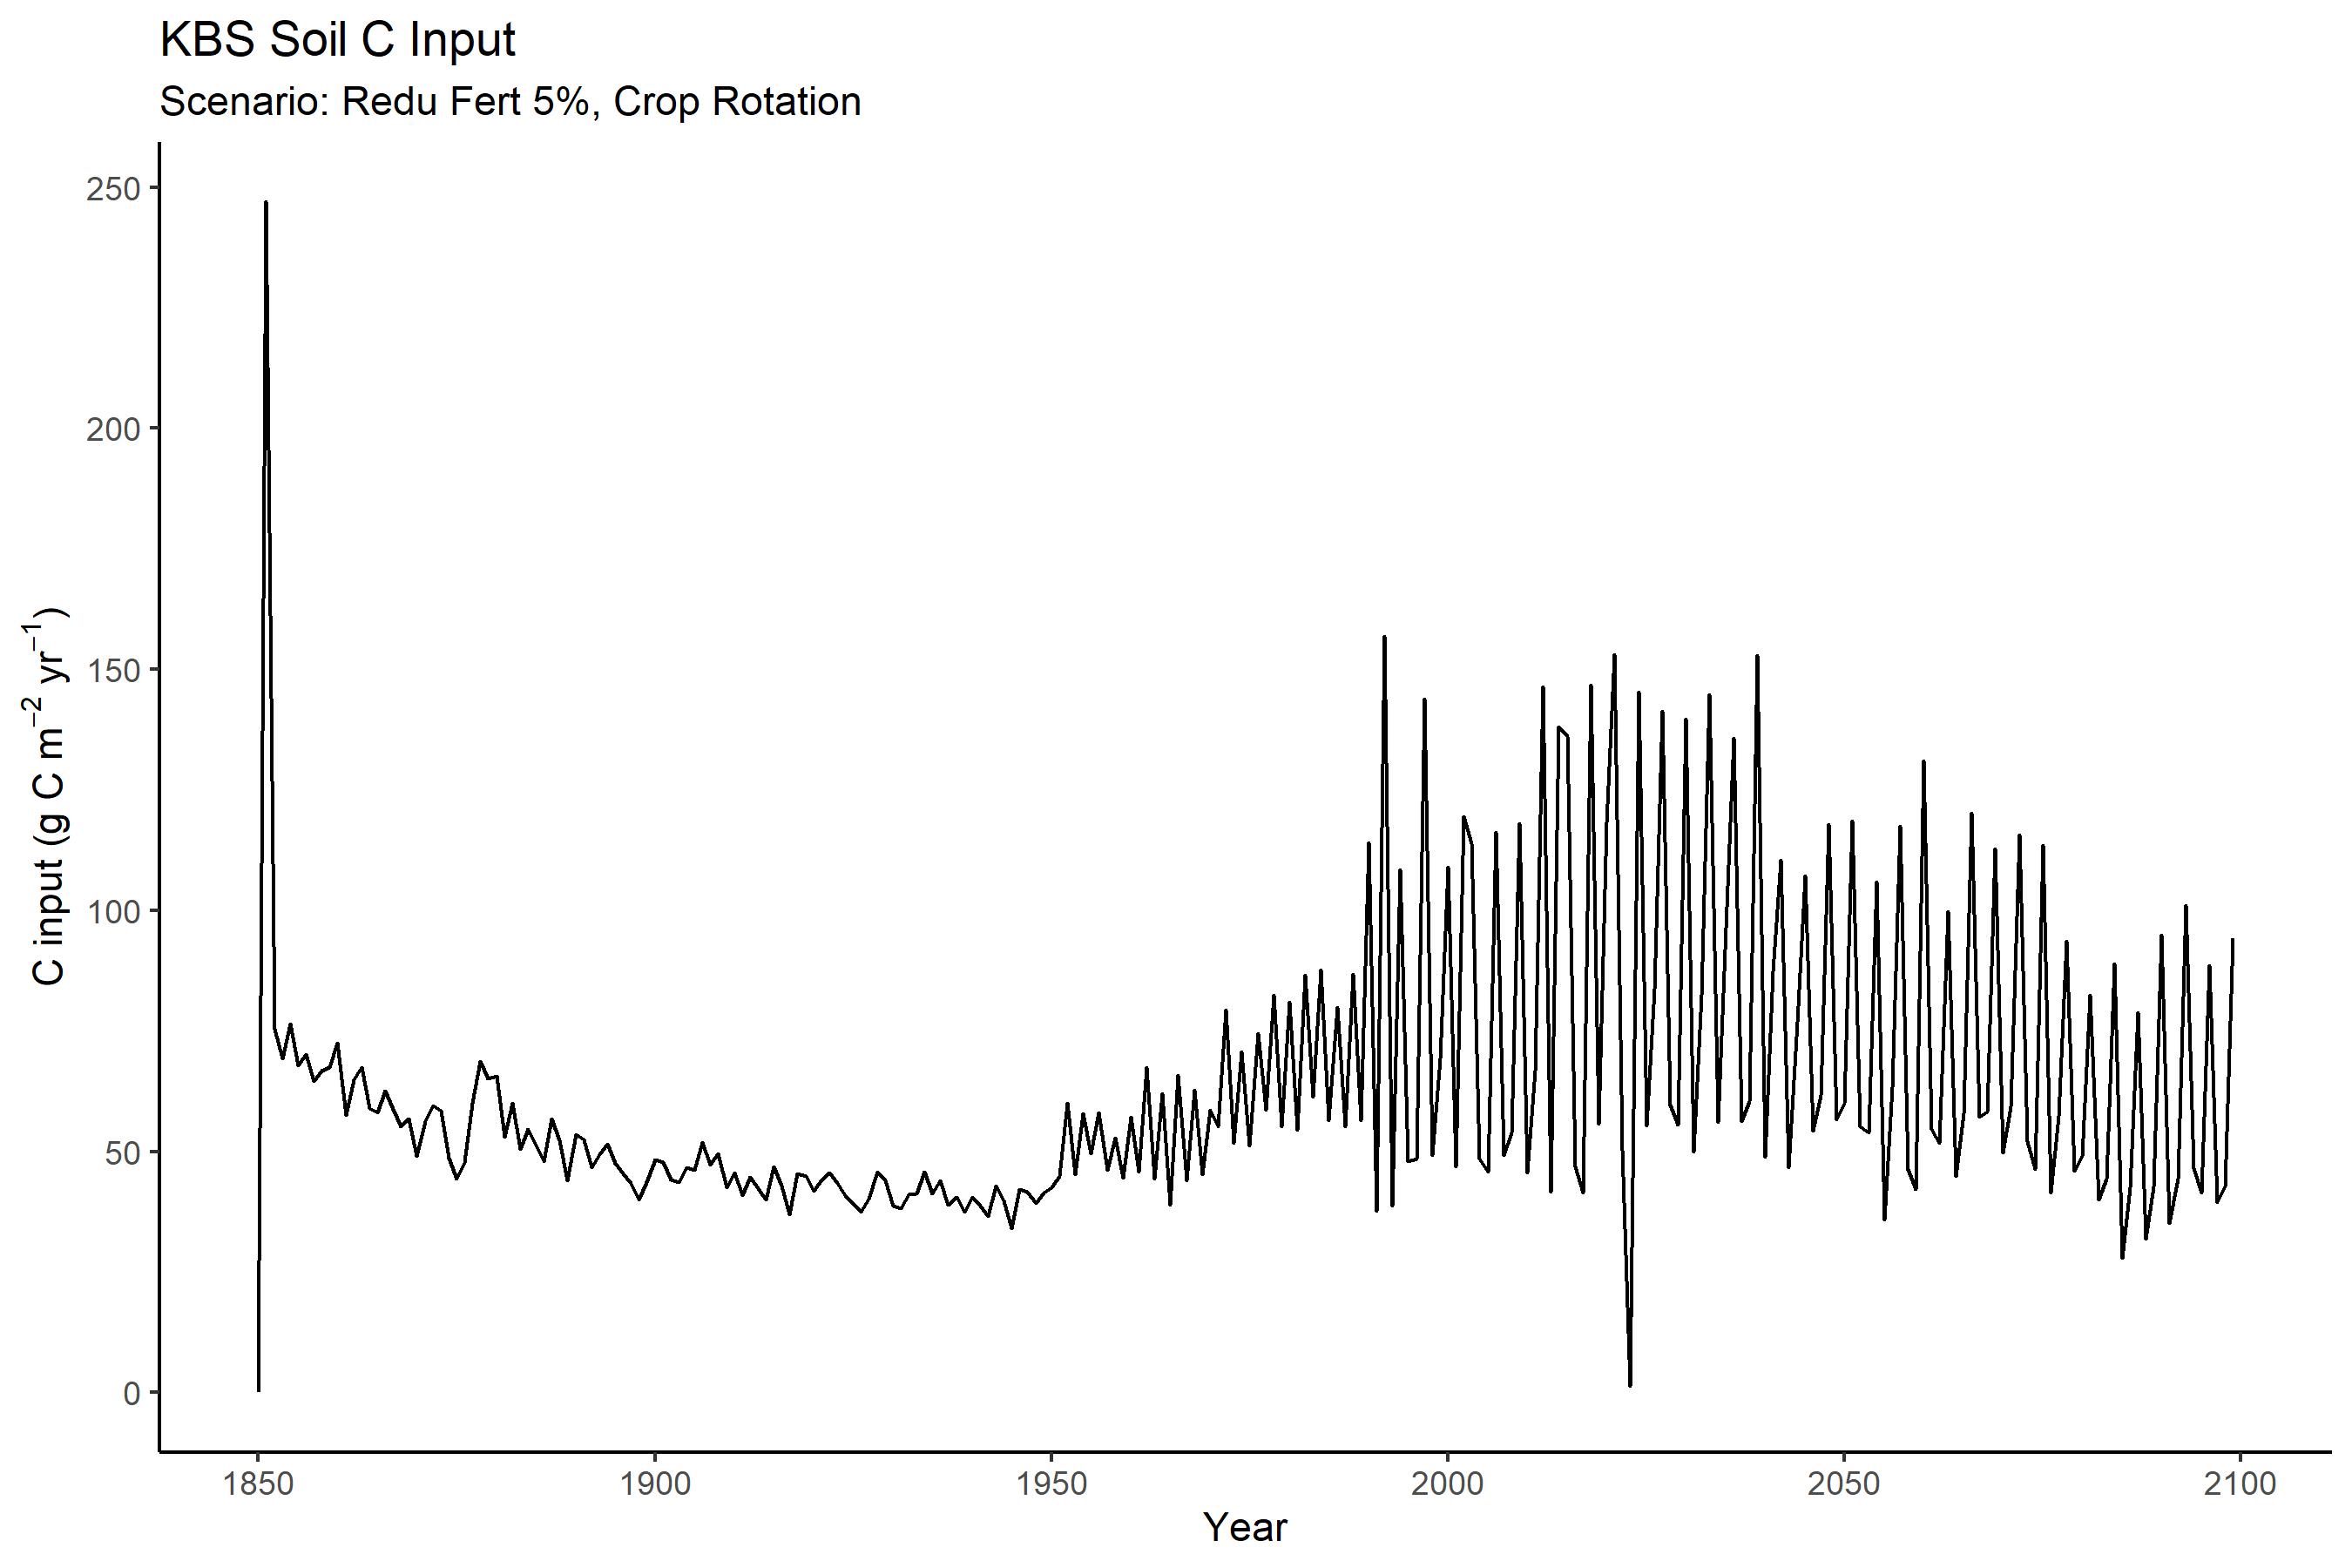 KBS Soil C Input
Scenario: Redu Fert 5%, Crop Rotation
250
200
150
100
50
0
C input (g C m⁻² yr⁻¹)
1850 1900 1950 2000 2050 2100
Year